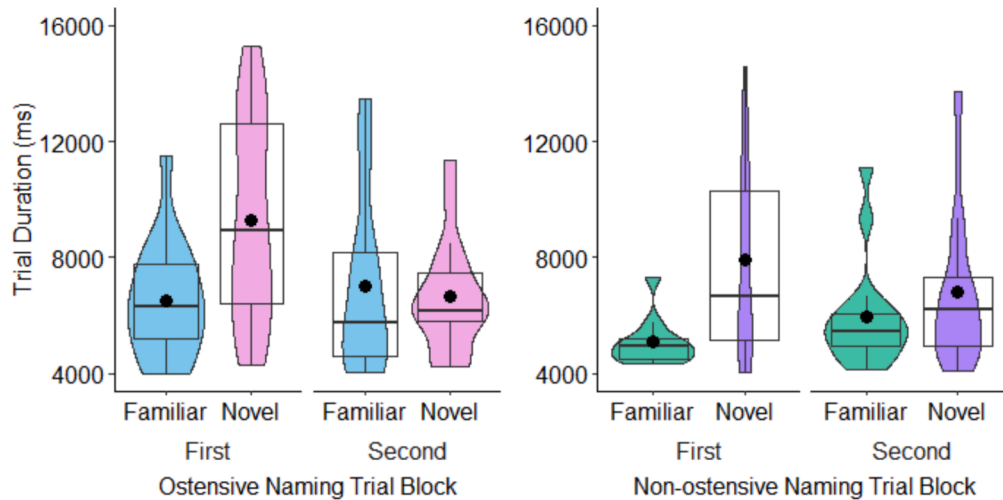 Trial Duration (ms)
16000
12000
8000
4000
Familiar Novel Familiar Novel
First Second
Ostensive Naming Trial Block
16000
12000
8000
4000
Familiar Novel Familiar Novel
First Second
Non-ostensive Naming Trial Block